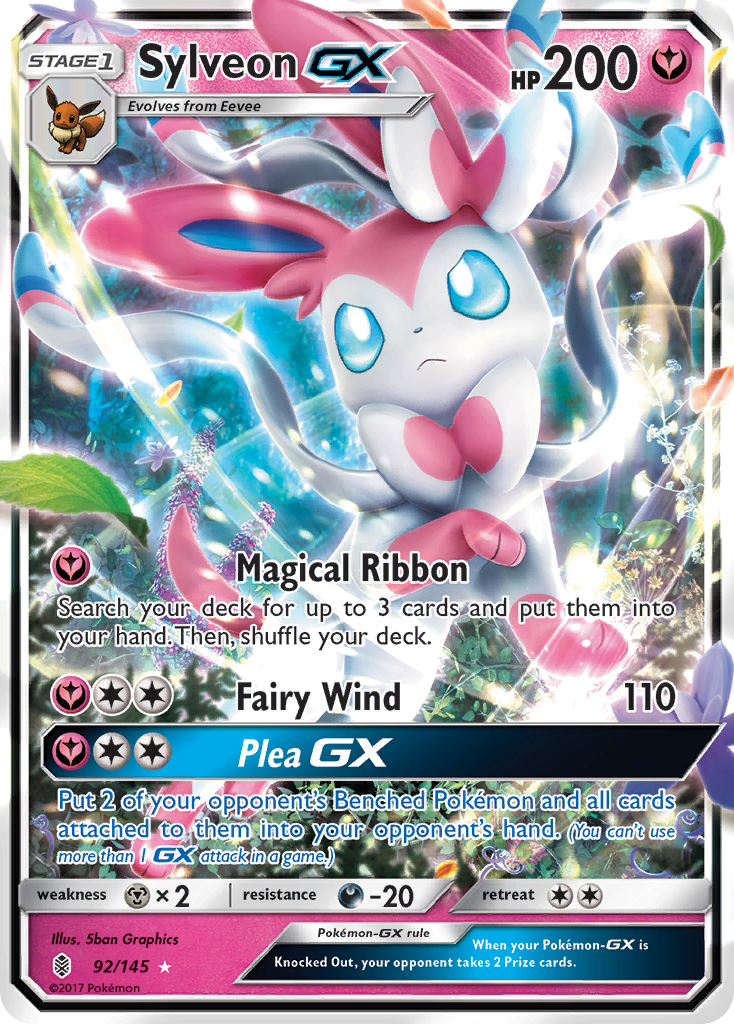 STAGE 1 Sylveon GX HP 200
Evolves from Eevee
Magical Ribbon
Search your deck for up to 3 cards and put them into
your hand. Then, shuffle your deck.
Fairy Wind 110
Plea GX
Put 2 of your opponent's Benched Pokémon and all cards
attached to them into your opponent's hand. (You can't use
more than 1 GX attack in a game.)
weakness × 2 resistance -20 retreat
Illus. 5ban Graphics
92/145
©2017 Pokémon
Pokémon-GX rule
When your Pokémon-GX is
Knocked Out, your opponent takes 2 Prize cards.